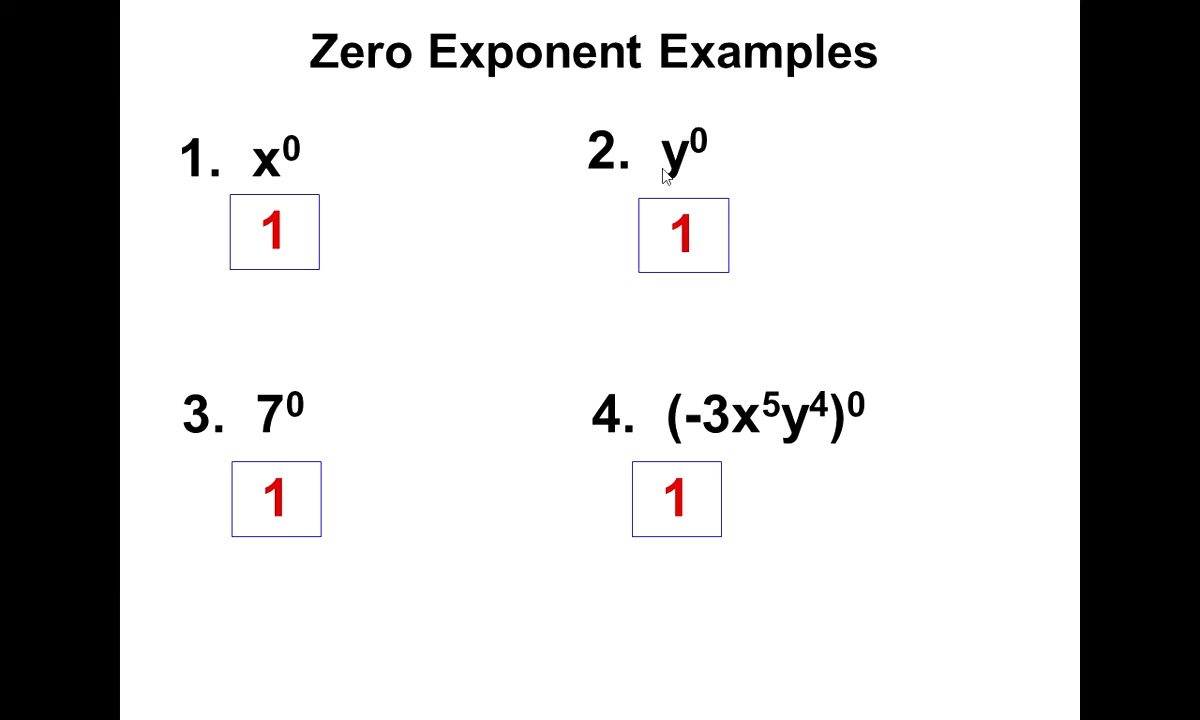 Zero Exponent Examples
1. x⁰
2. y⁰
1
1
3. 7⁰
4. (-3x⁵y⁴)⁰
1
1